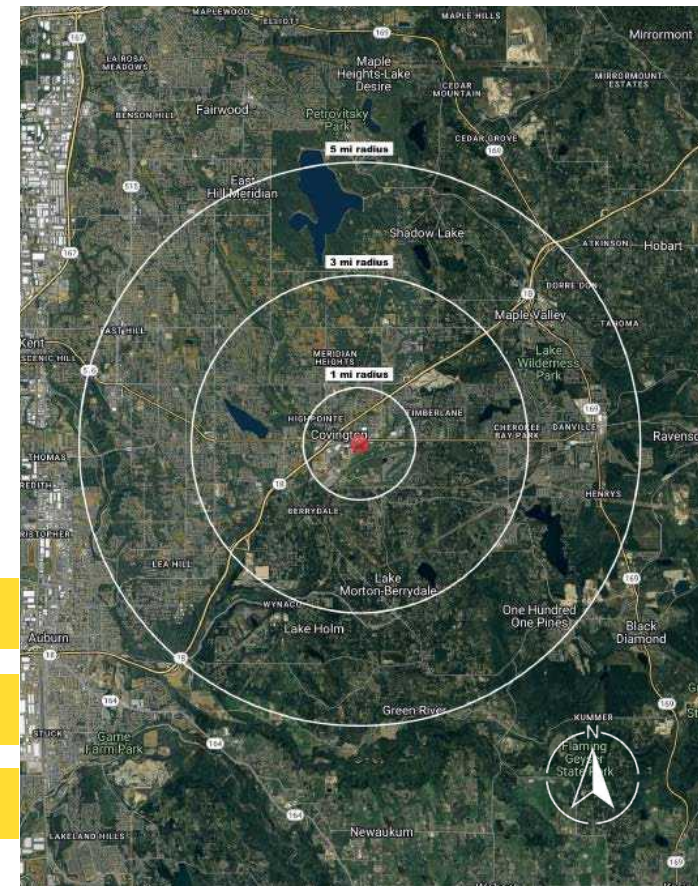 MAPLEWOOD
ELLIOTT
MAPLE HILLS
167
169
Mirrormont
LA ROSA
MEADOWS
Maple
Heights-Lake
Desire
CEDAR
MOUNTAIN
MIRRORMOUNT
ESTATES
BENSON HILL
Fairwood
Petrovitsky
Park
CEDAR GROVE
169
5 mi radius
515
East
Hill-Meridian
Shadow Lake
ATKINSON
Hobart
167
3 mi radius
18
DORRE DON
Maple Valley
TAHOMA
EAST HILL
Kent
SCENIC HILL
MERIDIAN
HEIGHTS
Lake
Wilderness
Park
516
1 mi radius
HIGHPOINTE
TIMBERLANE
169
Covington
CHEROKEE
BAY PARK
DANVILLE
THOMAS
18
HENRYS
BERRYDALE
LEA HILL
Lake
Morton-Berrydale
169
WYNACO
One Hundred
One Pines
Lake Holm
Black
Diamond
Auburn
18
18
164
Green River
169
KUMMER
STUCK
Game
Farm Park
164
N
Flaming
Geyser
State Park
164
LAKELAND HILLS
Newaukum
169